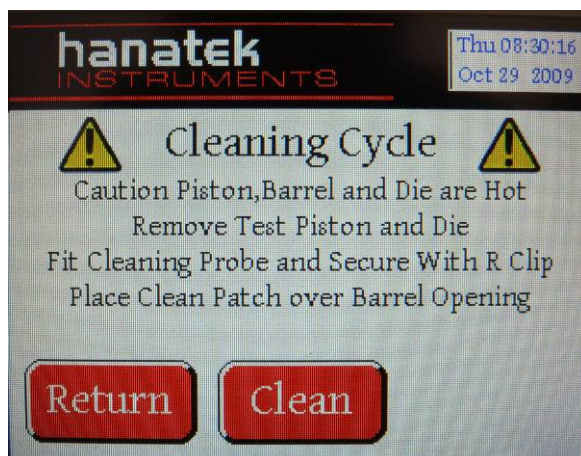 hanatek
INSTRUMENTS
Thu 08:30:16
Oct 29 2009
Cleaning Cycle
Caution Piston,Barrel and Die are Hot
Remove Test Piston and Die
Fit Cleaning Probe and Secure With R Clip
Place Clean Patch over Barrel Opening
Return
Clean